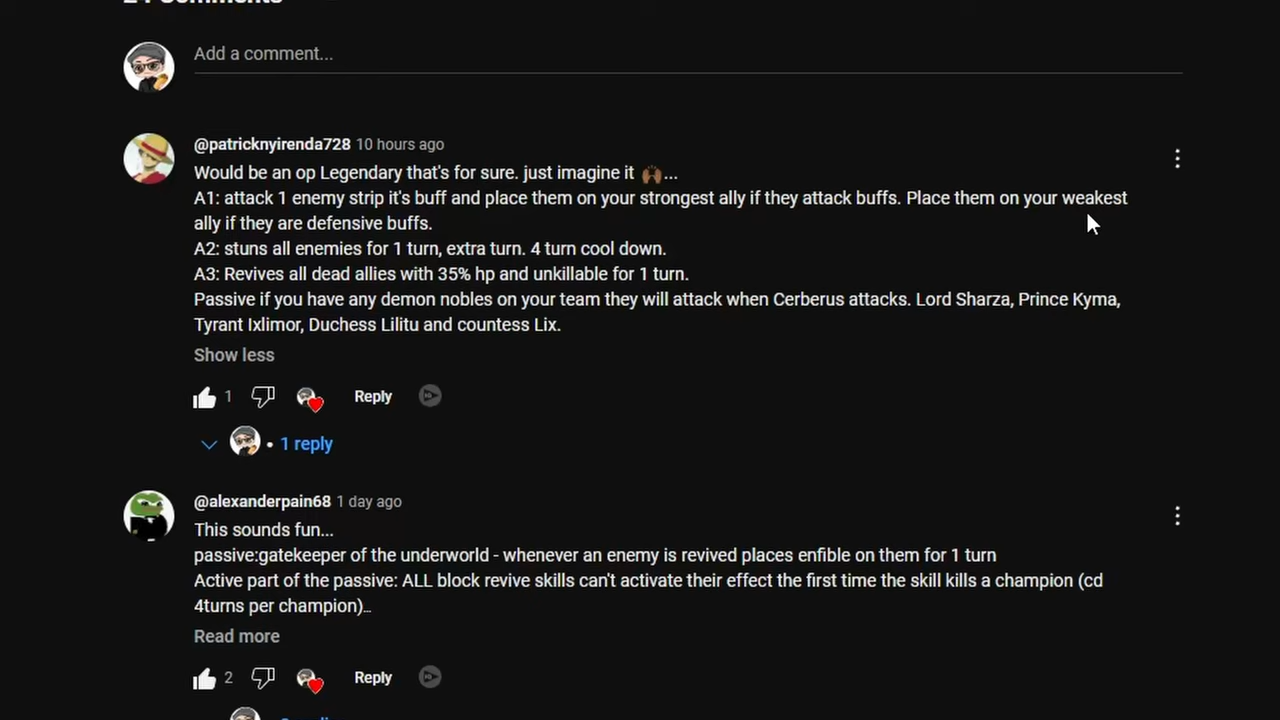 24 Comments
Add a comment...
@patricknyirenda728 10 hours ago
Would be an op Legendary that's for sure. just imagine it 🙌🏾...
A1: attack 1 enemy strip it's buff and place them on your strongest ally if they attack buffs. Place them on your weakest
ally if they are defensive buffs.
A2: stuns all enemies for 1 turn, extra turn. 4 turn cool down.
A3: Revives all dead allies with 35% hp and unkillable for 1 turn.
Passive if you have any demon nobles on your team they will attack when Cerberus attacks. Lord Sharza, Prince Kyma,
Tyrant Ixlimor, Duchess Lilitu and countess Lix.
Show less
1 Reply
• 1 reply
@alexanderpain68 1 day ago
This sounds fun...
passive:gatekeeper of the underworld - whenever an enemy is revived places enfible on them for 1 turn
Active part of the passive: ALL block revive skills can't activate their effect the first time the skill kills a champion (cd
4turns per champion)...
Read more
2 Reply